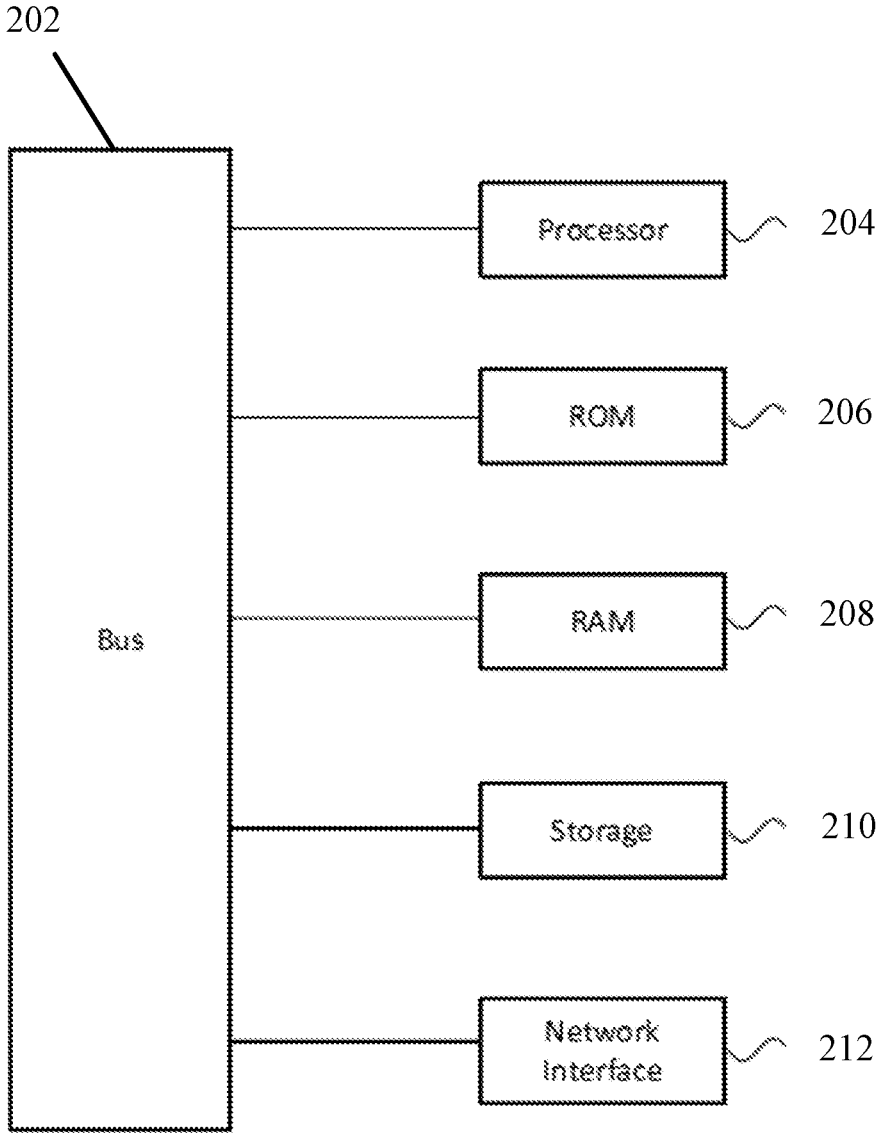 202
Processor
204
ROM
206
RAM
208
Bus
Storage
210
Network
Interface
212